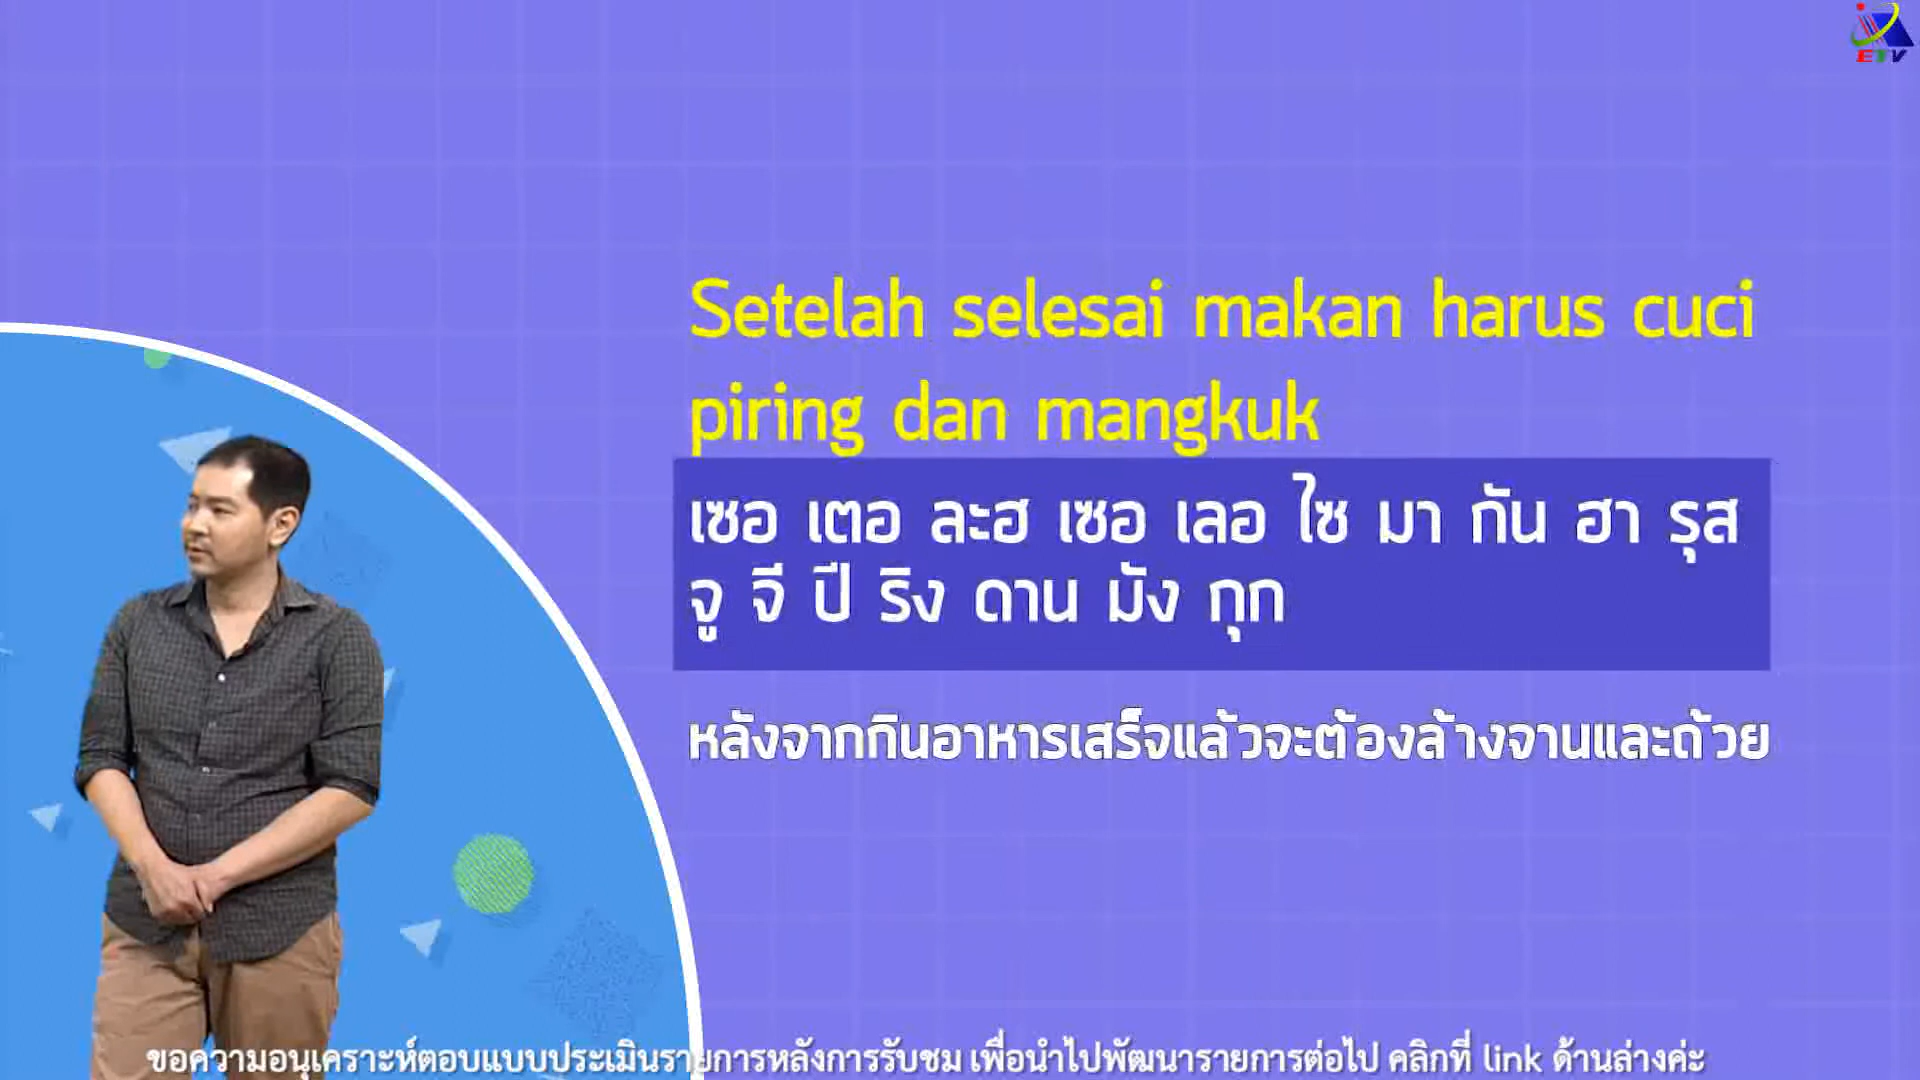 ETV
Setelah selesai makan harus cuci
piring dan mangkuk
เซอ เตอ ละฮ เซอ เลอ ไซ มา กัน ฮา รุส
จู จี ปี ริง ดาน มัง กุก
หลังจากกินอาหารเสร็จแล้วจะต้องล้างจานและถ้วย
ขอความอนุเคราะห์ตอบแบบประเมินรายการหลังการรับชม เพื่อนำไปพัฒนารายการต่อไป คลิกที่ link ด้านล่างค่ะ